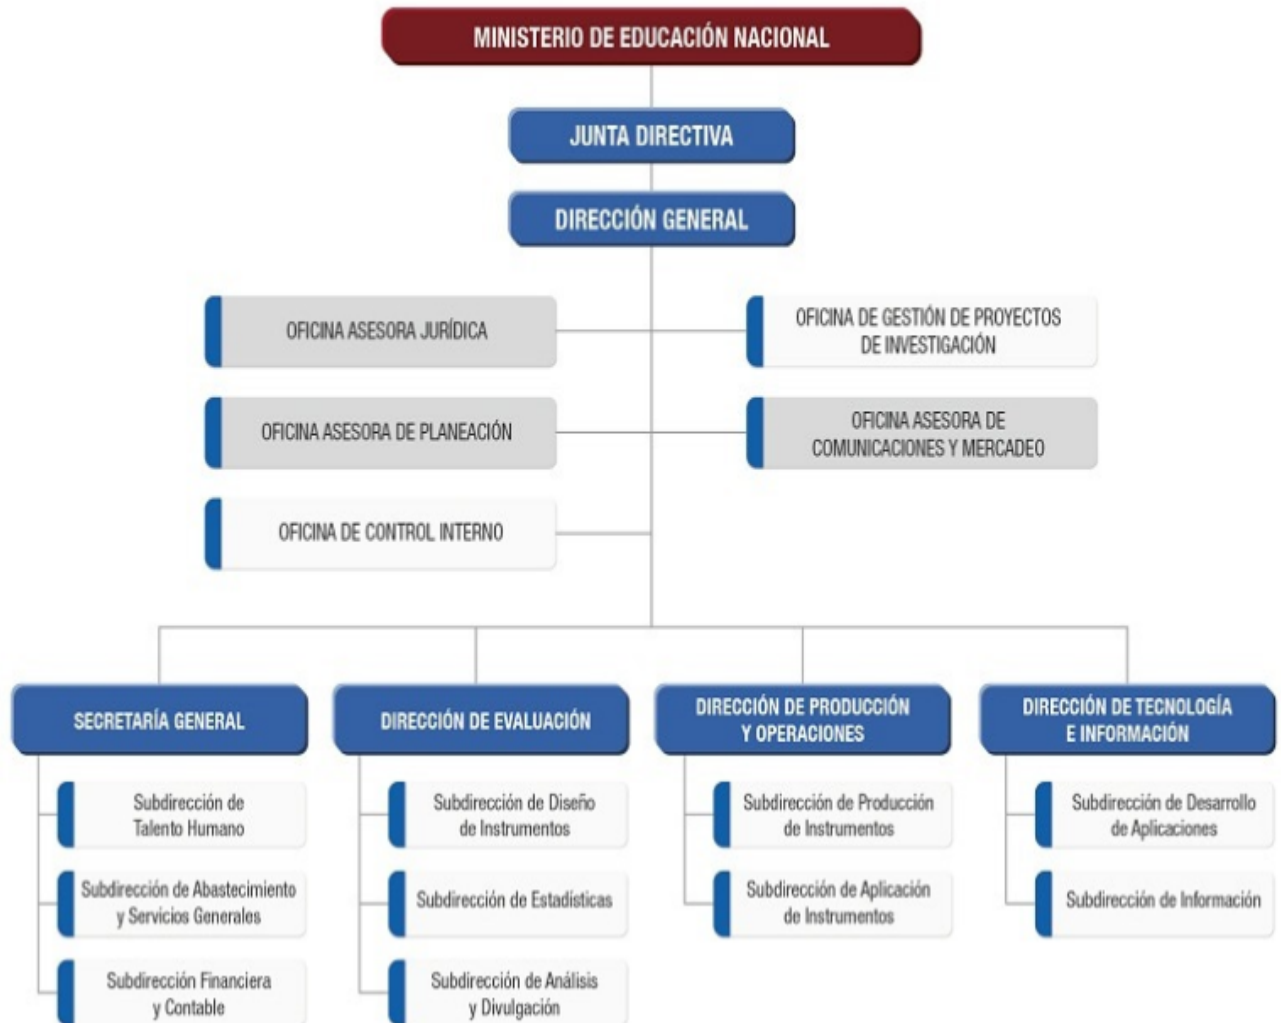 MINISTERIO DE EDUCACIÓN NACIONAL
JUNTA DIRECTIVA
DIRECCIÓN GENERAL
OFICINA ASESORA JURÍDICA
OFICINA DE GESTIÓN DE PROYECTOS
DE INVESTIGACIÓN
OFICINA ASESORA DE PLANEACIÓN
OFICINA ASESORA DE
COMUNICACIONES Y MERCADEO
OFICINA DE CONTROL INTERNO
SECRETARÍA GENERAL
Subdirección de
Talento Humano
Subdirección de Abastecimiento
y Servicios Generales
Subdirección Financiera
y Contable
DIRECCIÓN DE EVALUACIÓN
Subdirección de Diseño
de Instrumentos
Subdirección de Estadísticas
Subdirección de Análisis
y Divulgación
DIRECCIÓN DE PRODUCCIÓN
Y OPERACIONES
Subdirección de Producción
de Instrumentos
Subdirección de Aplicación
de Instrumentos
DIRECCIÓN DE TECNOLOGÍA
E INFORMACIÓN
Subdirección de Desarrollo
de Aplicaciones
Subdirección de Información